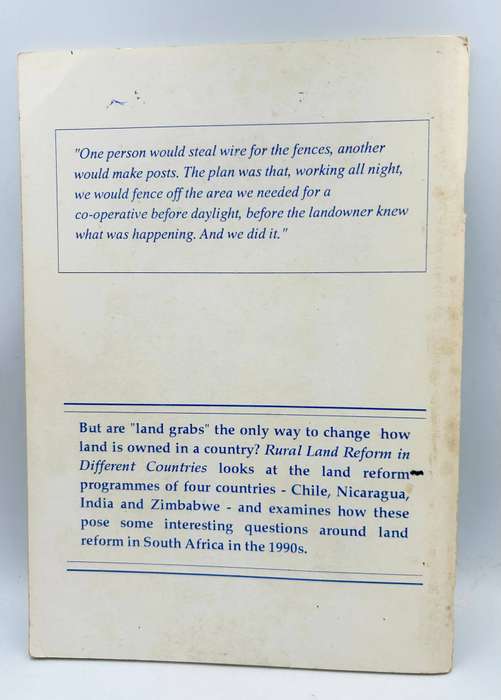 "One person would steal wire for the fences, another
would make posts. The plan was that, working all night,
we would fence off the area we needed for a
co-operative before daylight, before the landowner knew
what was happening. And we did it."
But are "land grabs" the only way to change how
land is owned in a country? Rural Land Reform in
Different Countries looks at the land reform
programmes of four countries - Chile, Nicaragua,
India and Zimbabwe - and examines how these
pose some interesting questions around land
reform in South Africa in the 1990s.